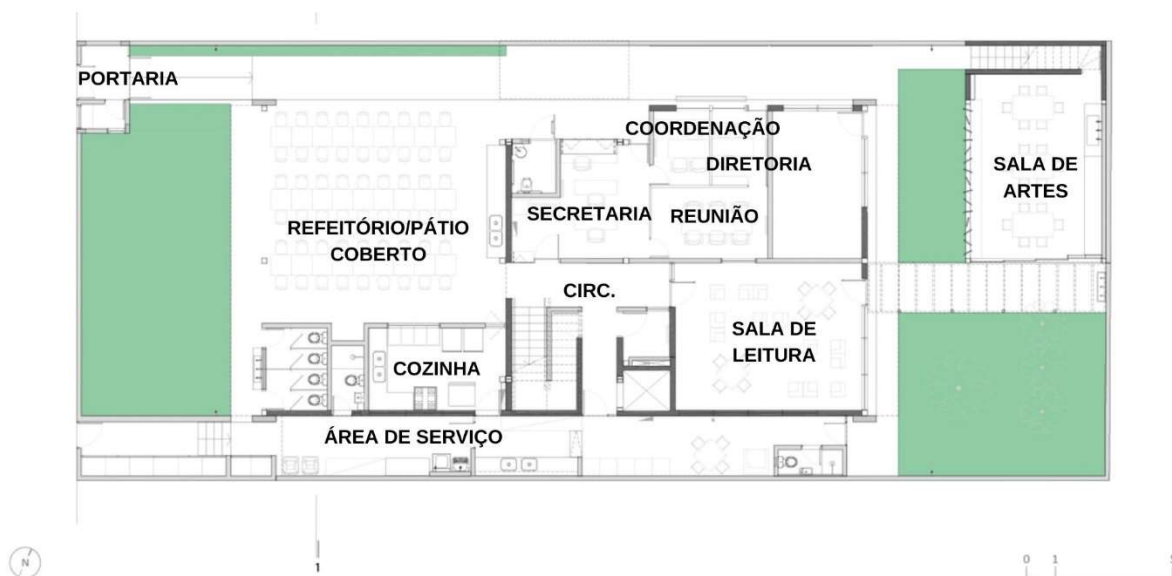 PORTARIA
COORDENAÇÃO
DIRETORIA
SALA DE
ARTES
SECRETARIA
REUNIÃO
REFEITÓRIO/PÁTIO
COBERTO
CIRC.
SALA DE
LEITURA
COZINHA
ÁREA DE SERVIÇO
N
1
0 1